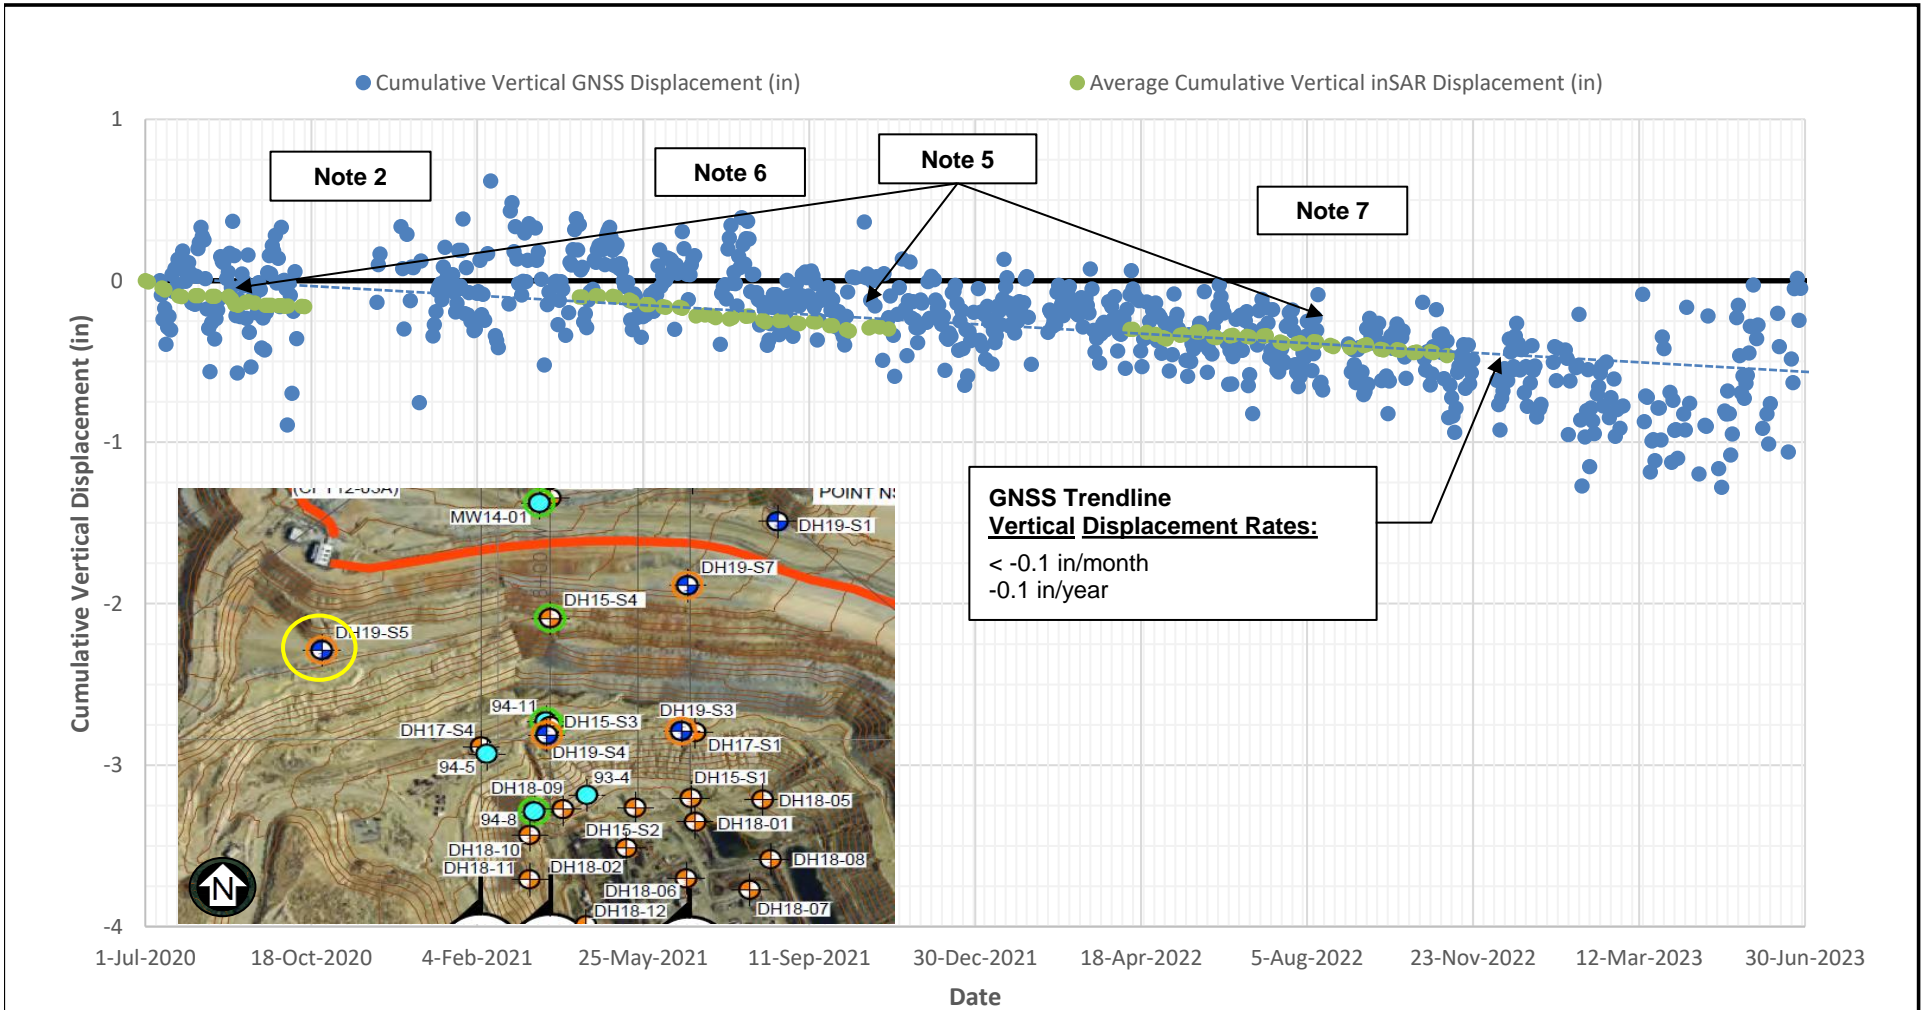 Cumulative Vertical GNSS Displacement (in)
Average Cumulative Vertical inSAR Displacement (in)
Cumulative Vertical Displacement (in)
1
0
-1
-2
-3
-4
Note 2
Note 6
Note 5
Note 7
GNSS Trendline
Vertical Displacement Rates:
< -0.1 in/month
-0.1 in/year
MW14-01
POINT
DH19-S1
DH19-S7
DH15-S4
DH19-S5
94-11
DH15-S3
DH19-S3
DH17-S4
DH19-S4
DH17-S1
94-5
93-4
DH15-S1
DH18-09
DH18-05
94-8
DH15-S2
DH18-01
DH18-10
DH18-11
DH18-02
DH18-08
DH18-06
DH18-07
DH18-12
N
1-Jul-2020
18-Oct-2020
4-Feb-2021
25-May-2021
11-Sep-2021
30-Dec-2021
18-Apr-2022
5-Aug-2022
23-Nov-2022
12-Mar-2023
30-Jun-2023
Date